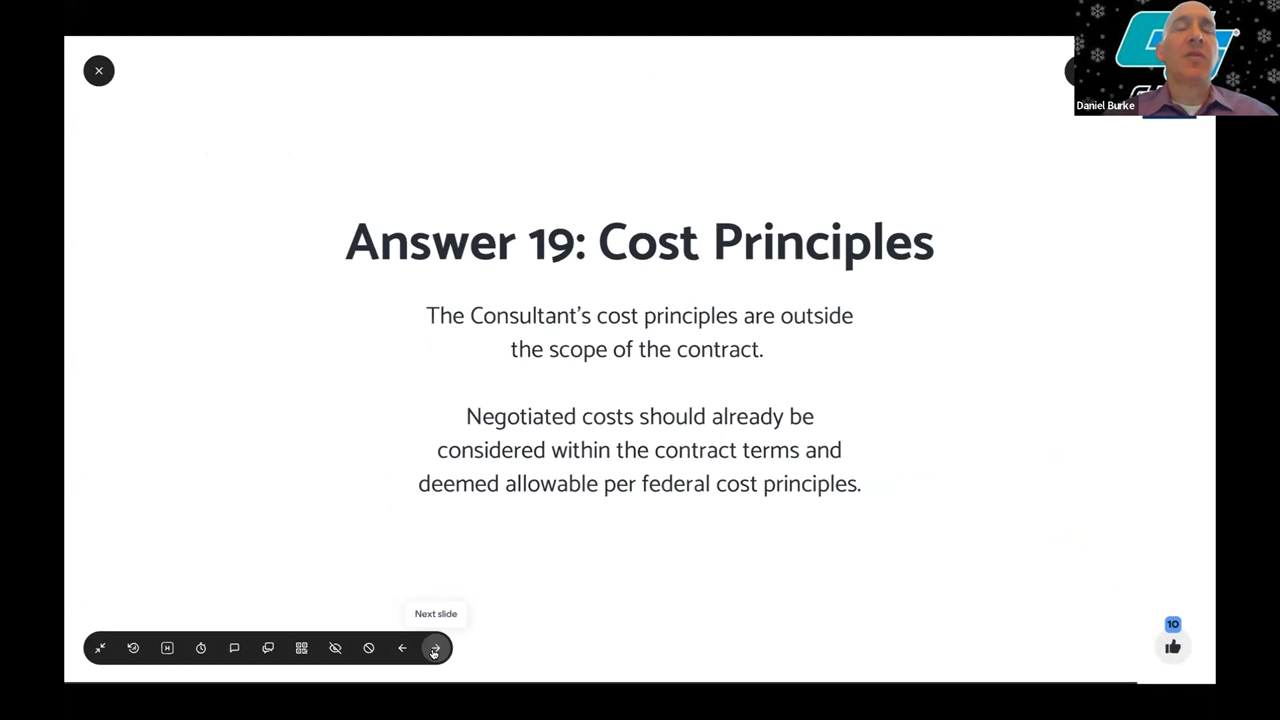 Daniel Burke
Answer 19: Cost Principles
The Consultant’s cost principles are outside
the scope of the contract.
Negotiated costs should already be
considered within the contract terms and
deemed allowable per federal cost principles.
Next slide
H
10